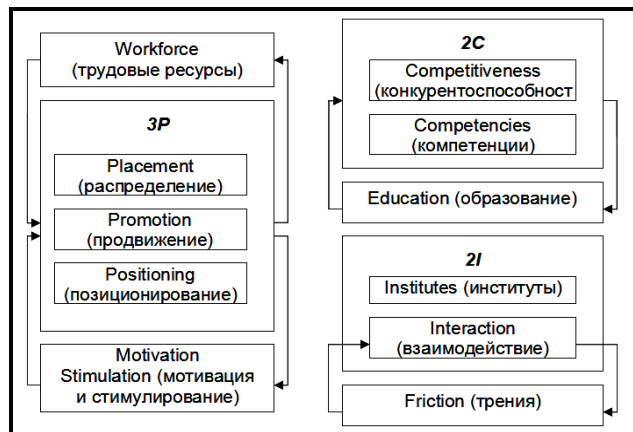 Workforce
(трудовые ресурсы)
3P
Placement
(распределение)
Promotion
(продвижение)
Positioning
(позиционирование)
Motivation
Stimulation (мотивация
и стимулирование)
2C
Competitiveness
(конкурентоспособност
Competencies
(компетенции)
Education (образование)
2I
Institutes (институты)
Interaction
(взаимодействие)
Friction (трения)